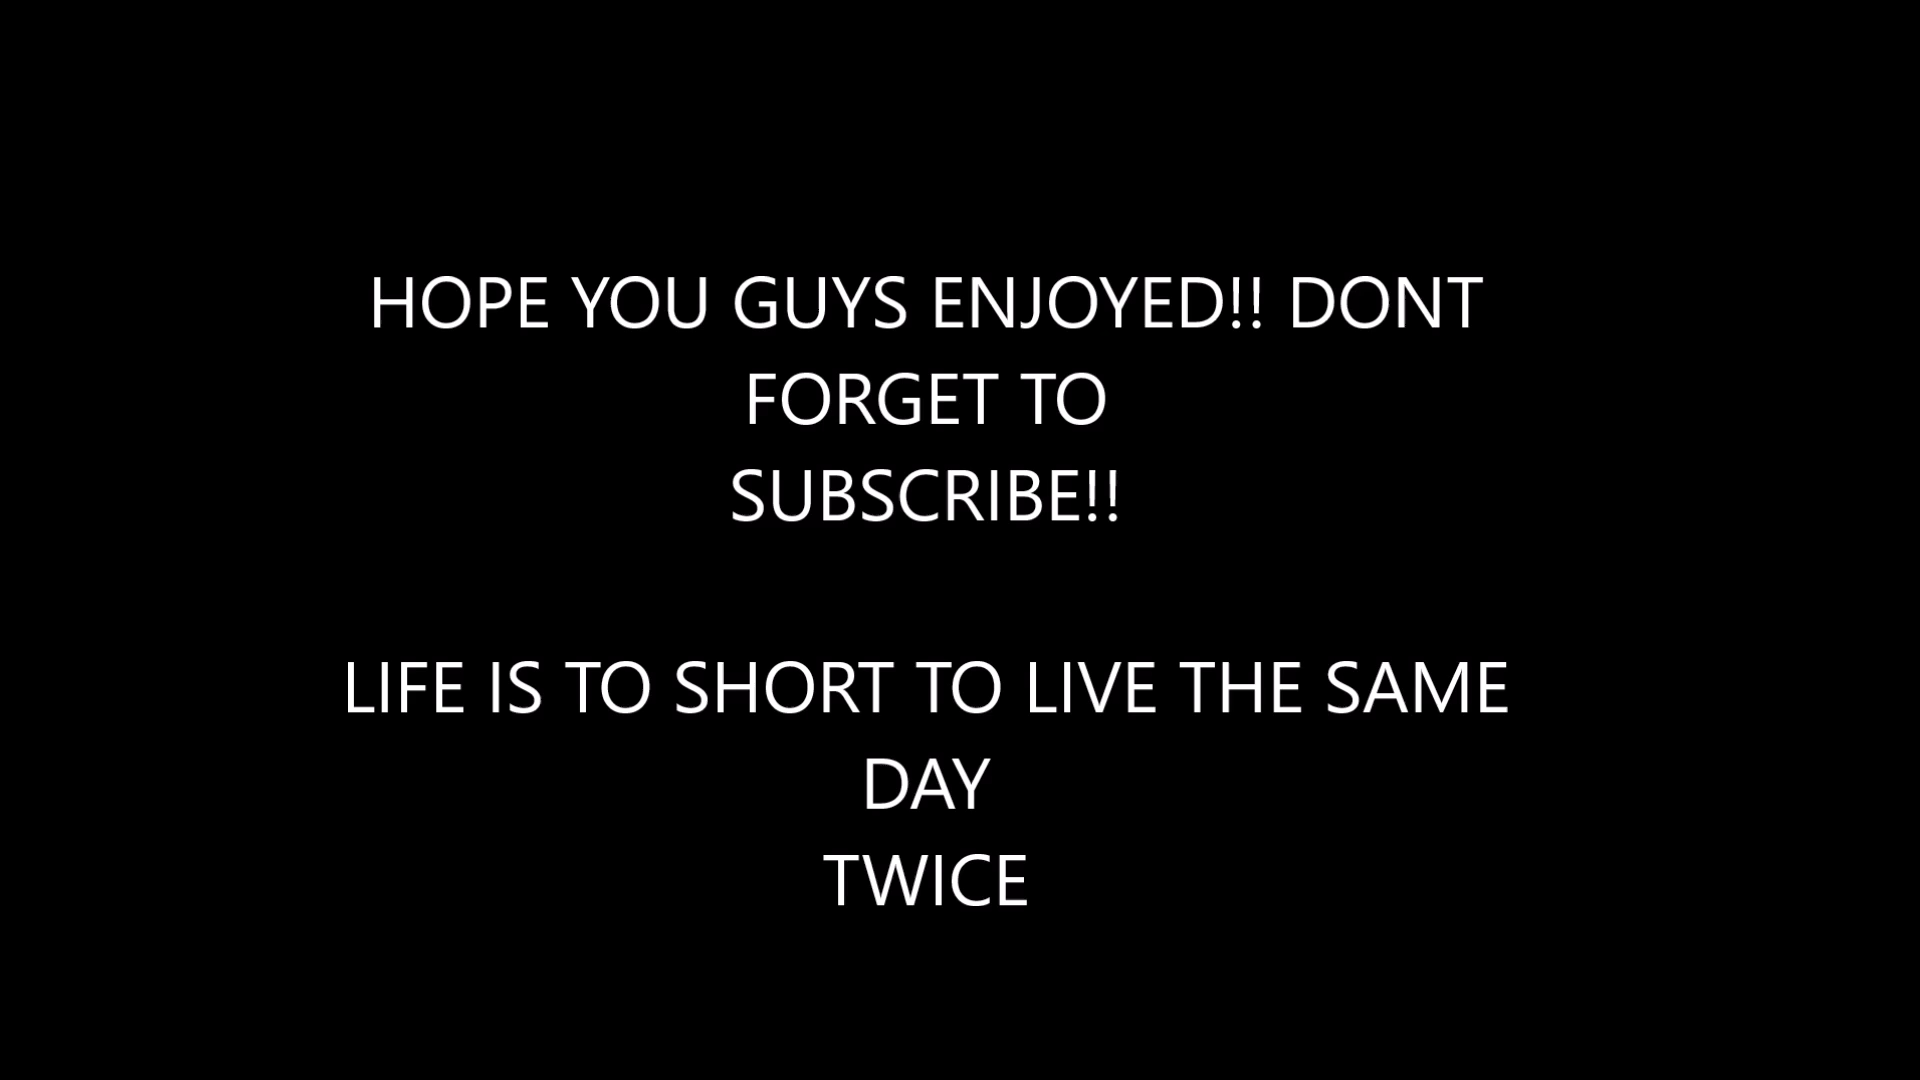 HOPE YOU GUYS ENJOYED!! DONT
FORGET TO
SUBSCRIBE!!
LIFE IS TO SHORT TO LIVE THE SAME
DAY
TWICE